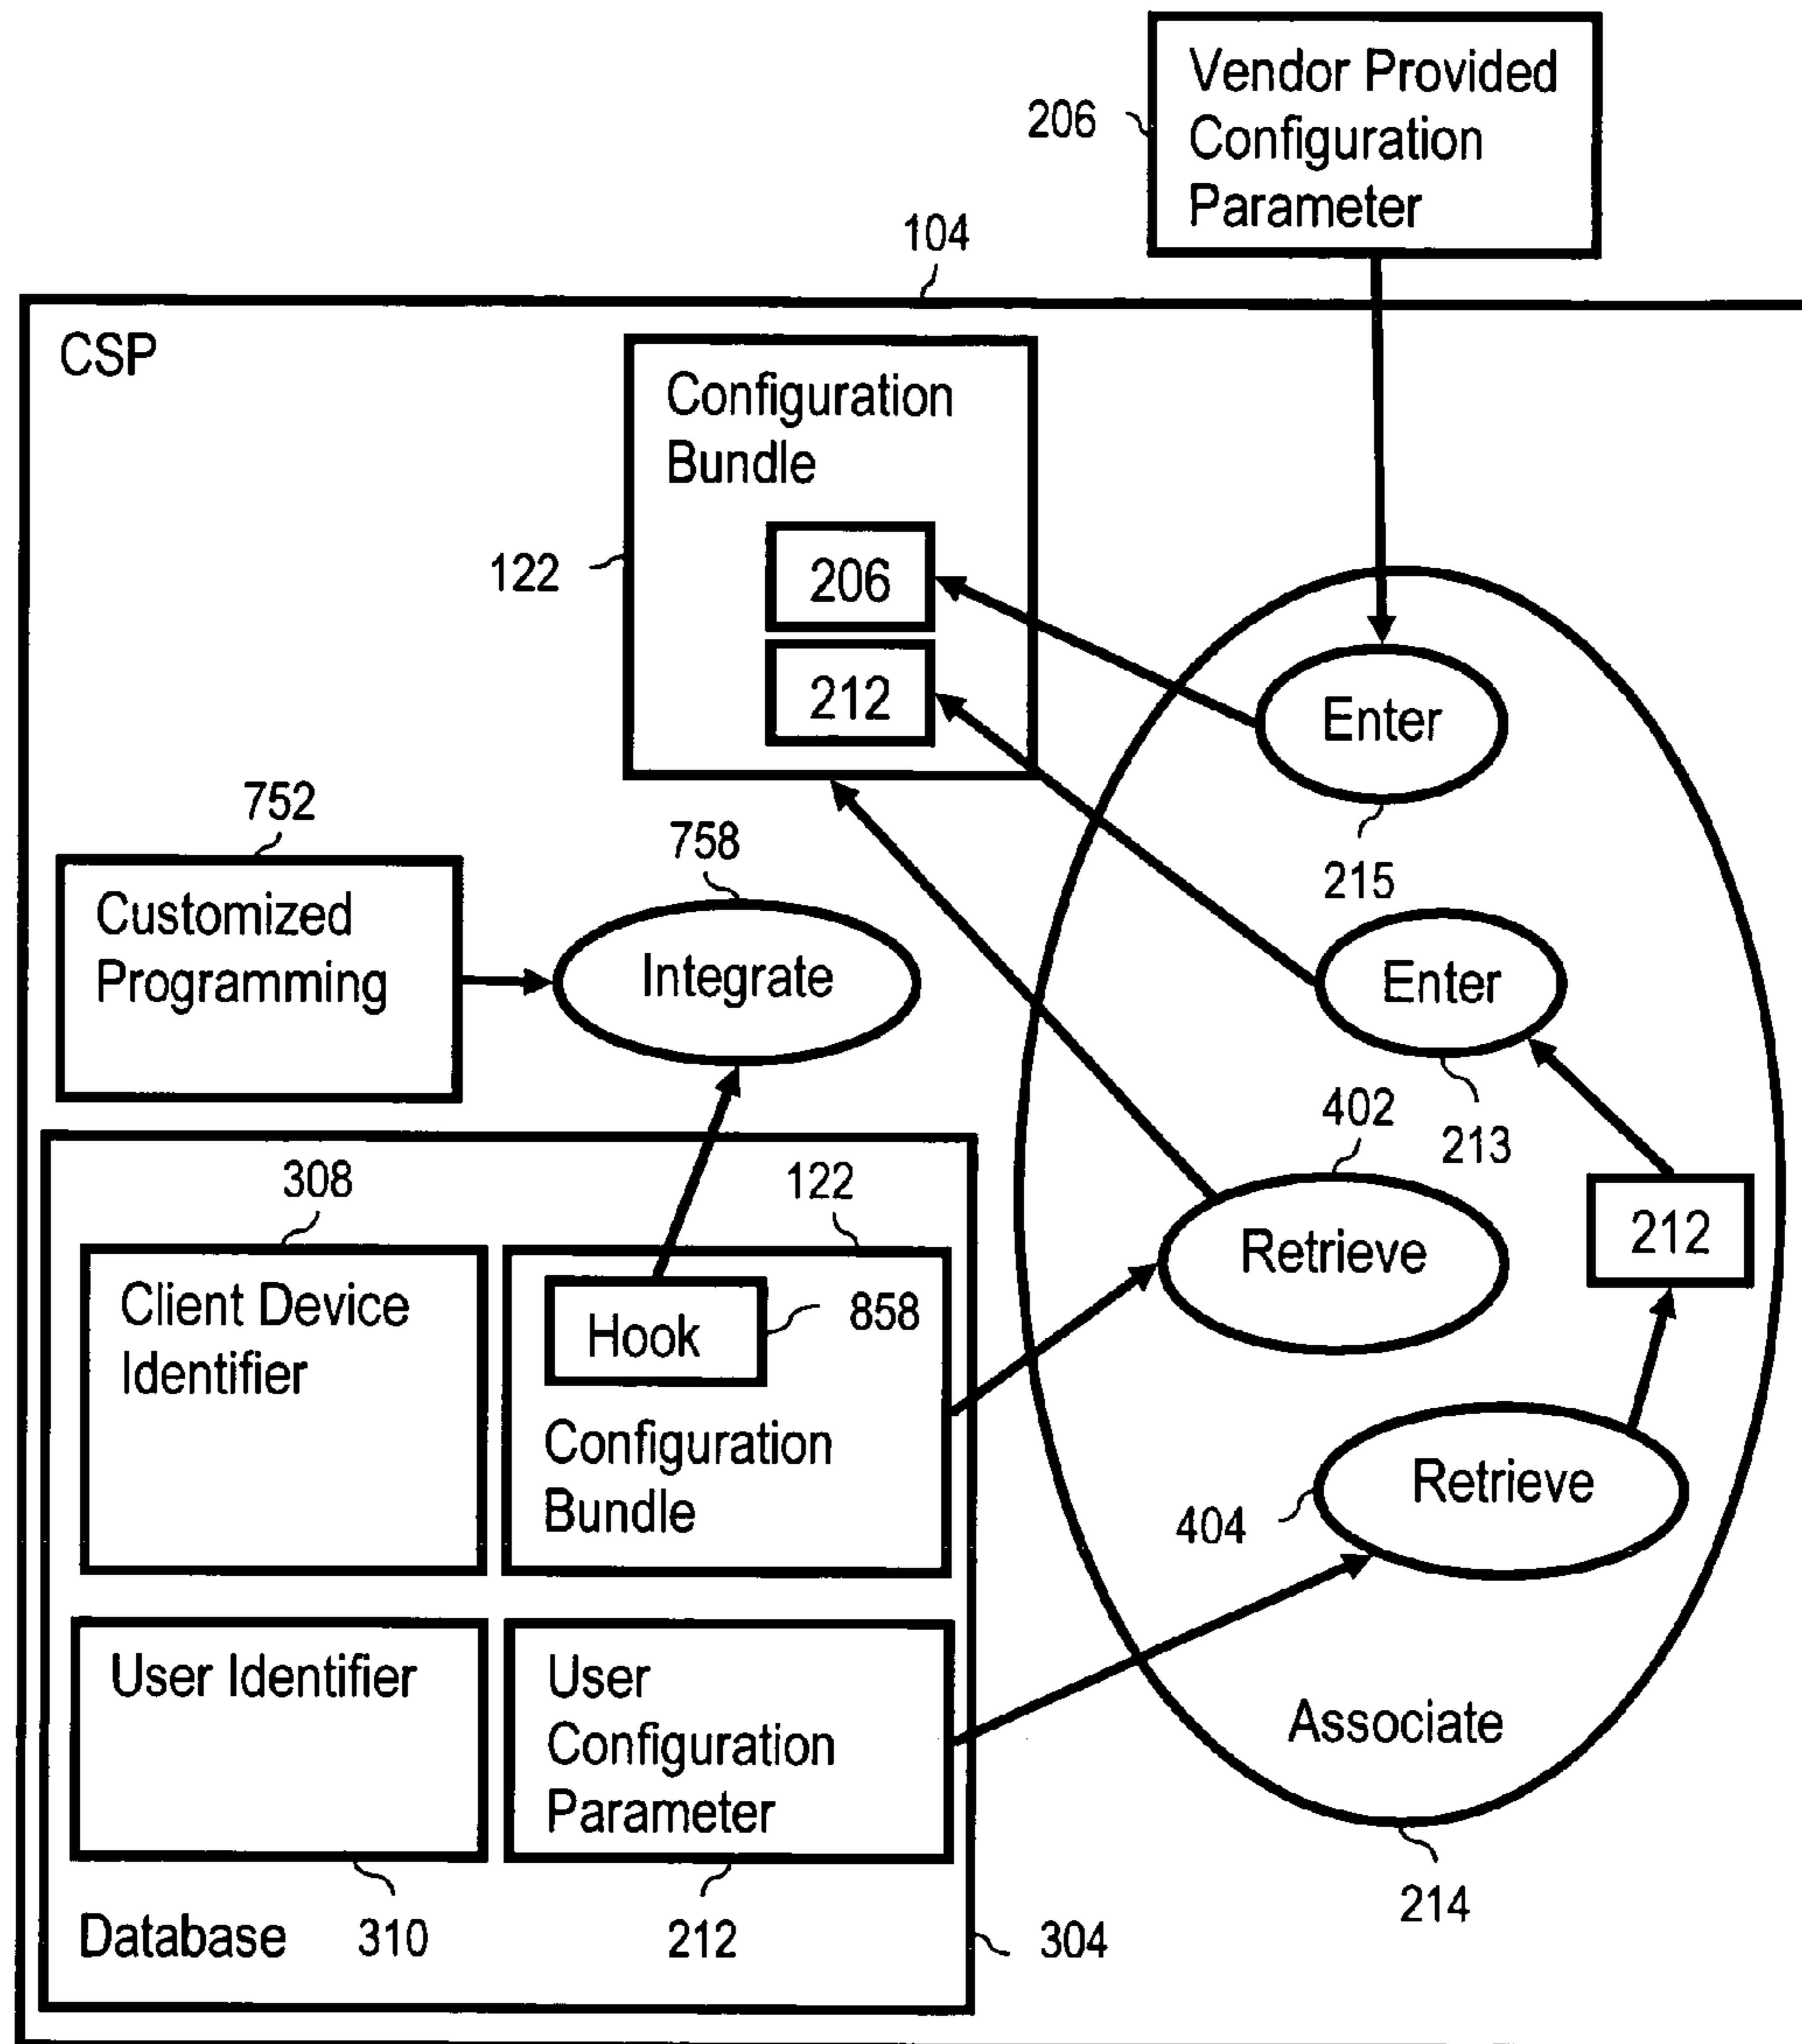 Vendor Provided
Configuration
Parameter
206
104
CSP
Configuration
Bundle
122
206
212
Enter
215
752
Customized
Programming
758
Integrate
Enter
213
402
Retrieve
212
308
Client Device
Identifier
122
Hook
858
Configuration
Bundle
Retrieve
404
User Identifier
310
User
Configuration
Parameter
212
Associate
214
Database
304